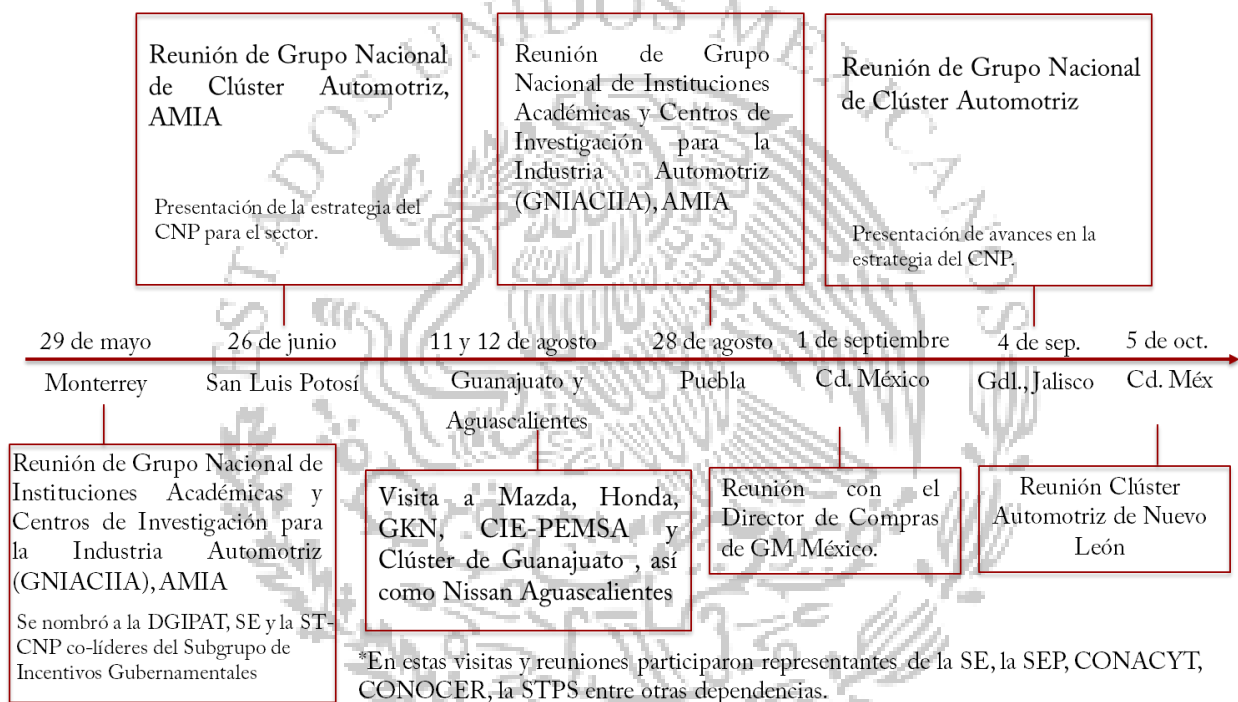 ESTADOS UNIDOS MEXICANOS
Reunión de Grupo Nacional
de Clúster Automotriz,
AMIA
Presentación de la estrategia del
CNP para el sector.
Reunión de Grupo
Nacional de Instituciones
Académicas y Centros de
Investigación para la
Industria Automotriz
(GNIACIIA), AMIA
Reunión de Grupo Nacional
de Clúster Automotriz
Presentación de avances en la
estrategia del CNP.
29 de mayo
26 de junio
11 y 12 de agosto
28 de agosto
1 de septiembre
4 de sep.
5 de oct.
Monterrey
San Luis Potosí
Guanajuato y
Aguascalientes
Puebla
Cd. México
Gdl., Jalisco
Cd. Méx
Reunión de Grupo Nacional de
Instituciones Académicas y
Centros de Investigación para
la Industria Automotriz
(GNIACIIA), AMIA
Se nombró a la DGIPAT, SE y la ST-
CNP co-líderes del Subgrupo de
Incentivos Gubernamentales
Visita a Mazda, Honda,
GKN, CIE-PEMSA y
Clúster de Guanajuato , así
como Nissan Aguascalientes
Reunión con el
Director de Compras
de GM México.
Reunión Clúster
Automotriz de Nuevo
León
*En estas visitas y reuniones participaron representantes de la SE, la SEP, CONACYT,
CONOCER, la STPS entre otras dependencias.